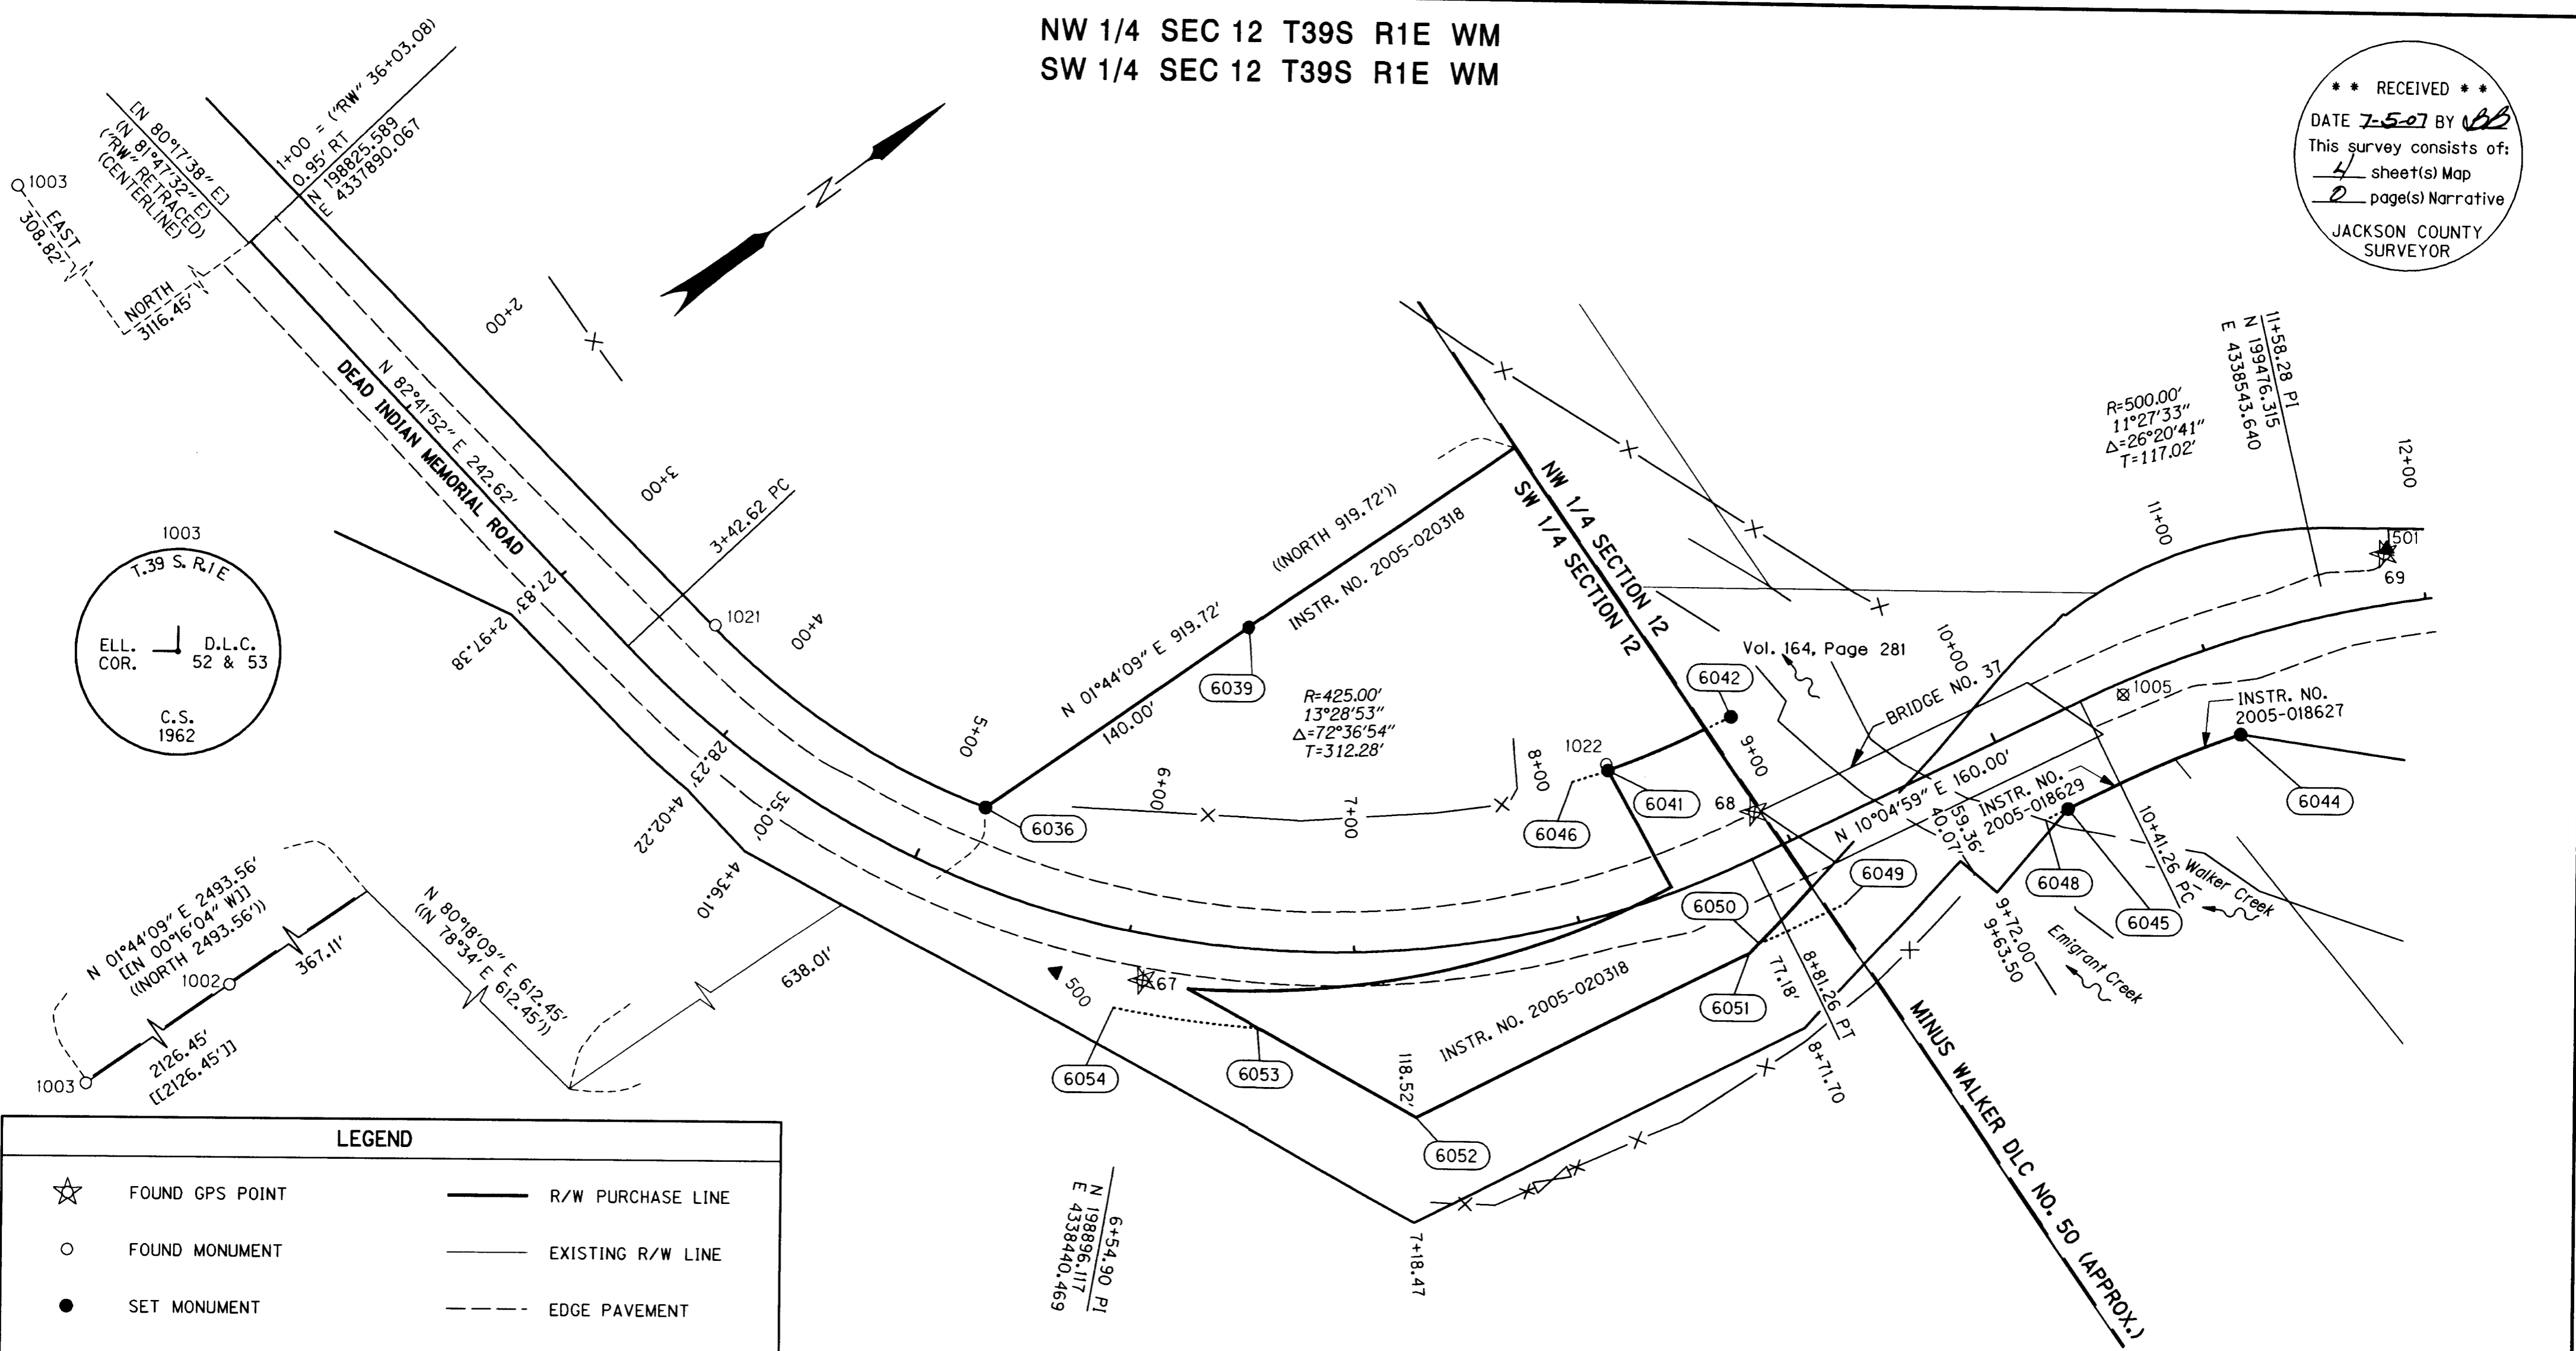 NW 1/4 SEC 12 T39S R1E WM
SW 1/4 SEC 12 T39S R1E WM
* * RECEIVED * *
DATE 7-5-07 BY BB
This survey consists of:
4 sheet(s) Map
0 page(s) Narrative
JACKSON COUNTY
SURVEYOR
[N 80°17'38" E]
(N 81°47'32" E)
("RW" RETRACED)
(CENTERLINE)
1+00 = ("RW" 36+03.08)
0.95' RT
N 198825.589
E 4337890.067
1003
EAST
308.82'
NORTH
3116.45'
N
2+00
N 82°41'52" E 242.62'
DEAD INDIAN MEMORIAL ROAD
3+00
3+42.62 PC
1021
4+00
27.83'
2+97.38
1003
T.39 S. R.1E
ELL.
COR.
D.L.C.
52 & 53
C.S.
1962
28.23'
4+02.22
35.00'
4+36.10
5+00
6036
N 01°44'09" E 919.72'
140.00'
6039
((NORTH 919.72'))
INSTR. NO. 2005-020318
R=425.00'
13°28'53"
Δ=72°36'54"
T=312.28'
6+00
7+00
8+00
1022
6041
6042
6046
NW 1/4 SECTION 12
SW 1/4 SECTION 12
Vol. 164, Page 281
9+00
68
BRIDGE NO. 37
10+00
1005
INSTR. NO.
2005-018627
11+00
R=500.00'
11°27'33"
Δ=26°20'41"
T=117.02'
11+58.28 PI
N 199476.315
E 4338543.640
12+00
501
69
6044
N 10°04'59" E 160.00'
INSTR. NO.
2005-018629
59.36'
40.07'
10+41.26 PC
Walker Creek
6048
6045
6049
6050
6051
9+72.00
9+63.50
Emigrant Creek
77.18'
8+81.26 PT
8+71.70
MINUS WALKER DLC NO. 50 (APPROX.)
INSTR. NO. 2005-020318
67
500
6054
6053
118.52'
6052
7+18.47
6+54.90 PI
N 198896.117
E 4338440.469
N 01°44'09" E 2493.56'
[[N 00°16'04" W]]
((NORTH 2493.56'))
1002
367.11'
1003
2126.45'
[[2126.45']]
N 80°18'09" E 612.45'
((N 78°34' E 612.45'))
638.01'
LEGEND
FOUND GPS POINT
R/W PURCHASE LINE
FOUND MONUMENT
EXISTING R/W LINE
SET MONUMENT
EDGE PAVEMENT